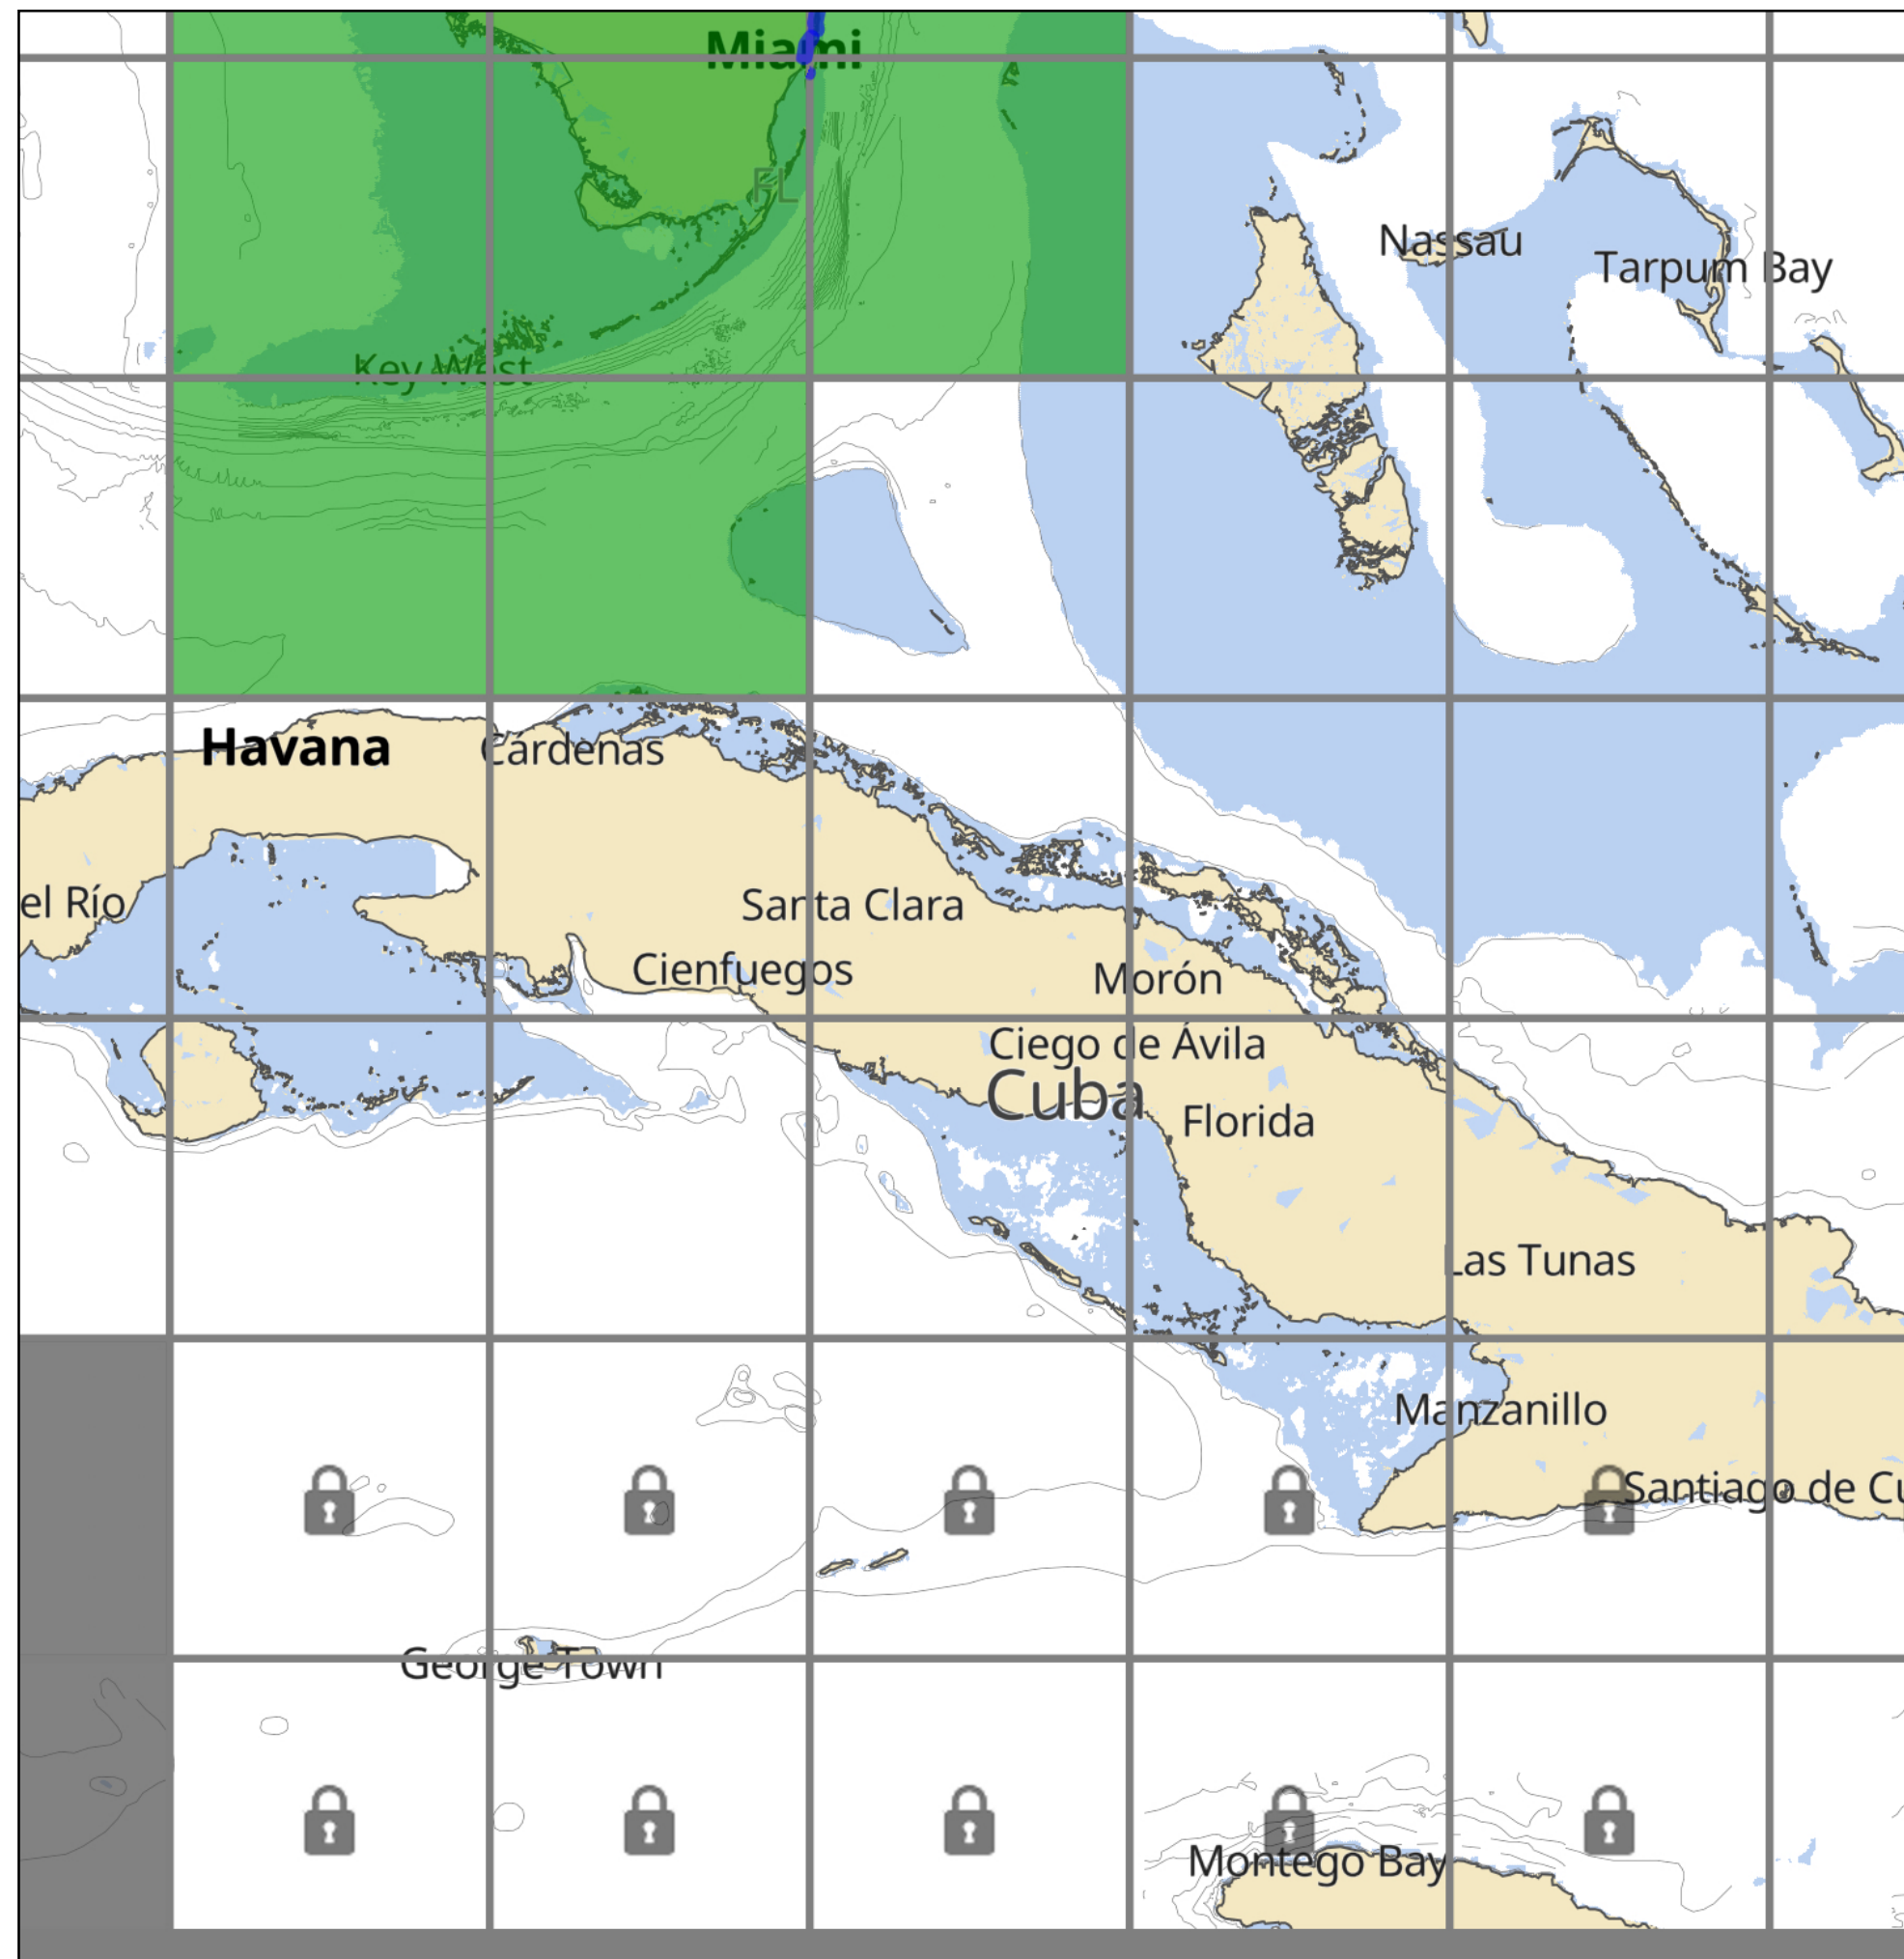 Miami
FL
Nassau
Tarpum Bay
Key West
Havana
Cárdenas
el Río
Santa Clara
Cienfuegos
Morón
Ciego de Ávila
Cuba
Florida
Las Tunas
Manzanillo
Santiago de Cu
George Town
Montego Bay